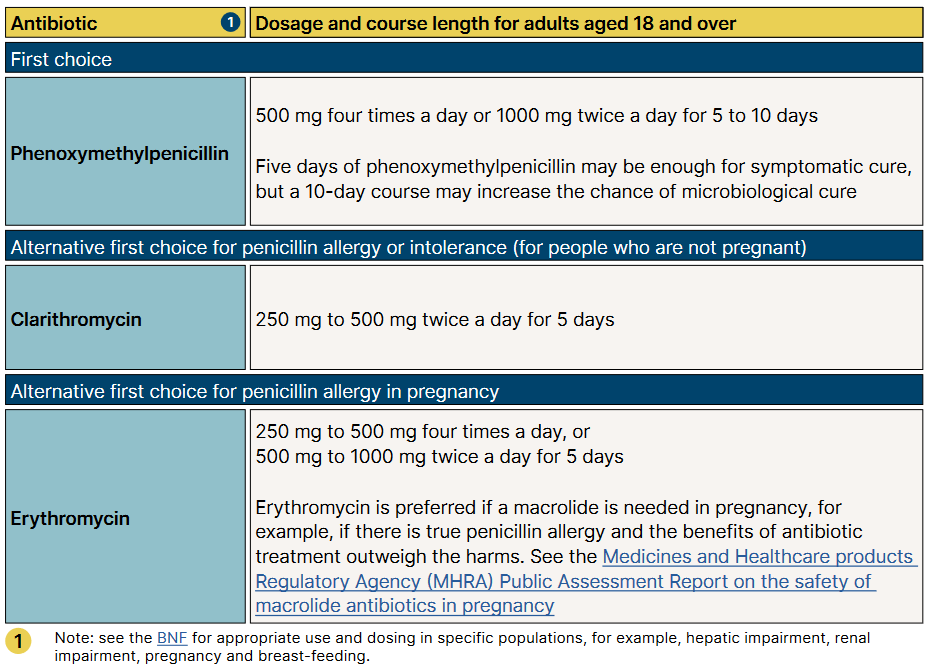 Antibiotic 1 Dosage and course length for adults aged 18 and over
First choice
Phenoxymethylpenicillin
500 mg four times a day or 1000 mg twice a day for 5 to 10 days
Five days of phenoxymethylpenicillin may be enough for symptomatic cure,
but a 10-day course may increase the chance of microbiological cure
Alternative first choice for penicillin allergy or intolerance (for people who are not pregnant)
Clarithromycin
250 mg to 500 mg twice a day for 5 days
Alternative first choice for penicillin allergy in pregnancy
Erythromycin
250 mg to 500 mg four times a day, or
500 mg to 1000 mg twice a day for 5 days
Erythromycin is preferred if a macrolide is needed in pregnancy, for
example, if there is true penicillin allergy and the benefits of antibiotic
treatment outweigh the harms. See the Medicines and Healthcare products
Regulatory Agency (MHRA) Public Assessment Report on the safety of
macrolide antibiotics in pregnancy
1 Note: see the BNF for appropriate use and dosing in specific populations, for example, hepatic impairment, renal
impairment, pregnancy and breast-feeding.